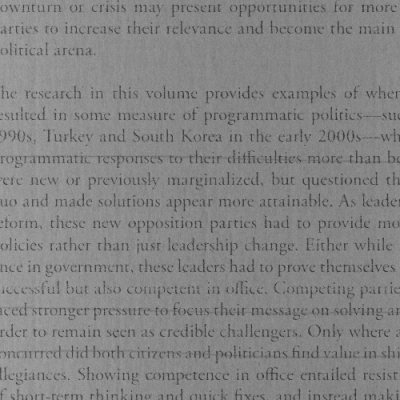 ownturn or crisis may present opportunities for more
arties to increase their relevance and become the main
olitical arena.
he research in this volume provides examples of wher
esulted in some measure of programmatic politics—suc
990s, Turkey and South Korea in the early 2000s—wh
rogrammatic responses to their difficulties more than be
were new or previously marginalized, but questioned th
uo and made solutions appear more attainable. As leade
eform, these new opposition parties had to provide mo
olicies rather than just leadership change. Either while
nce in government, these leaders had to prove themselves
uccessful but also competent in office. Competing partie
aced stronger pressure to focus their message on solving an
rder to remain seen as credible challengers. Only where a
oncurred did both citizens and politicians find value in shi
llegiances. Showing competence in office entailed resist
f short-term thinking and quick fixes, and instead maki